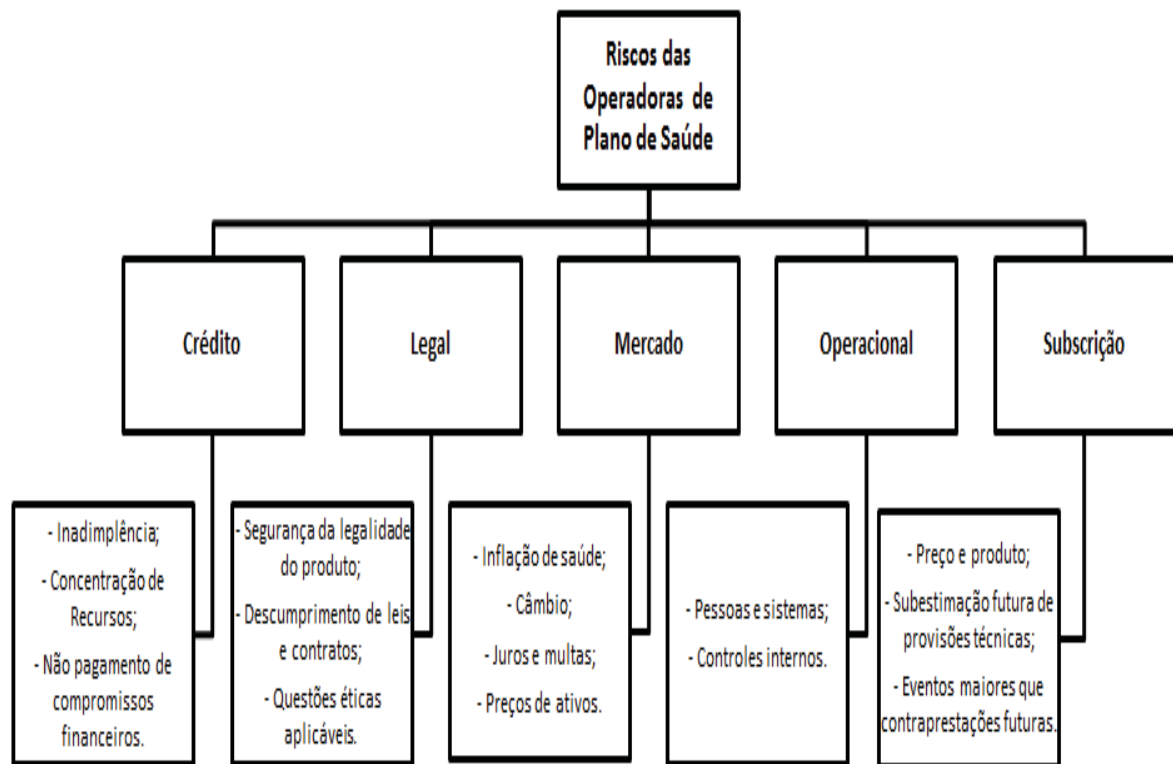 Riscos das
Operadoras de
Plano de Saúde
Crédito
Legal
Mercado
Operacional
Subscrição
- Inadimplência;
- Concentração de
Recursos;
- Não pagamento de
compromissos
financeiros.
- Segurança da legalidade
do produto;
- Descumprimento de leis
e contratos;
- Questões éticas
aplicáveis.
- Inflação de saúde;
- Câmbio;
- Juros e multas;
- Preços de ativos.
- Pessoas e sistemas;
- Controles internos.
- Preço e produto;
- Subestimação futura de
provisões técnicas;
- Eventos maiores que
contraprestações futuras.